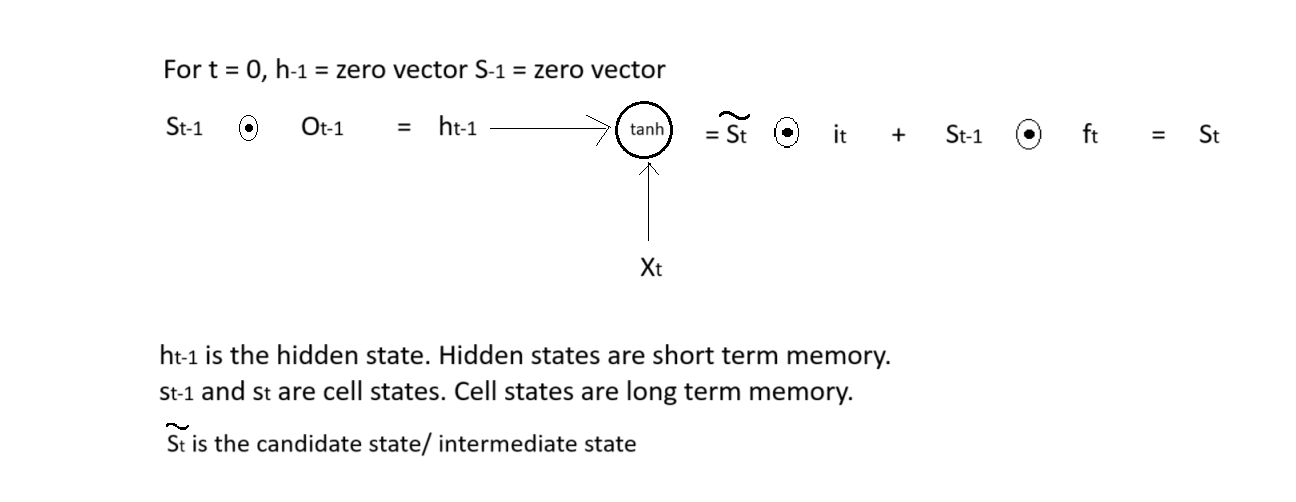 For t = 0, h-1 = zero vector S-1 = zero vector
St-1 ⊙ Ot-1 = ht-1 → tanh = S̃t ⊙ it + St-1 ⊙ ft = St
Xt
ht-1 is the hidden state. Hidden states are short term memory.
st-1 and st are cell states. Cell states are long term memory.
S̃t is the candidate state/ intermediate state